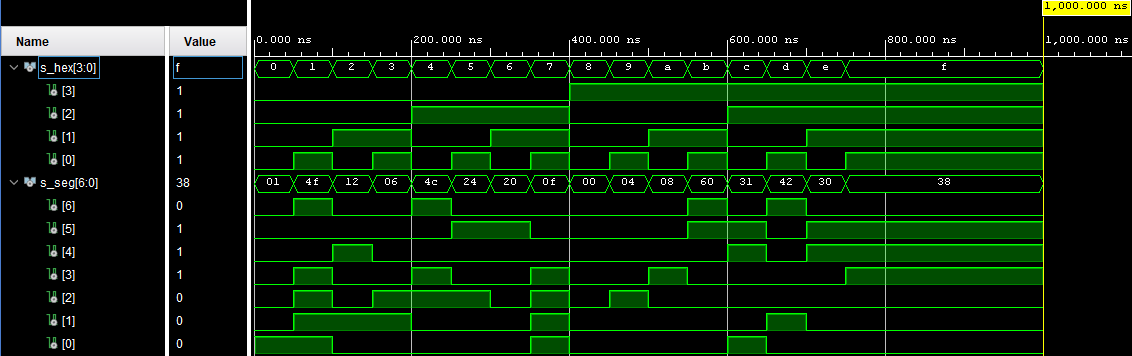 1,000.000 ns
Name Value 0.000 ns 200.000 ns 400.000 ns 600.000 ns 800.000 ns 1,000.000 ns
s_hex[3:0] f 0 1 2 3 4 5 6 7 8 9 a b c d e f
[3] 1
[2] 1
[1] 1
[0] 1
s_seg[6:0] 38 01 4f 12 06 4c 24 20 0f 00 04 08 60 31 42 30 38
[6] 0
[5] 1
[4] 1
[3] 1
[2] 0
[1] 0
[0] 0